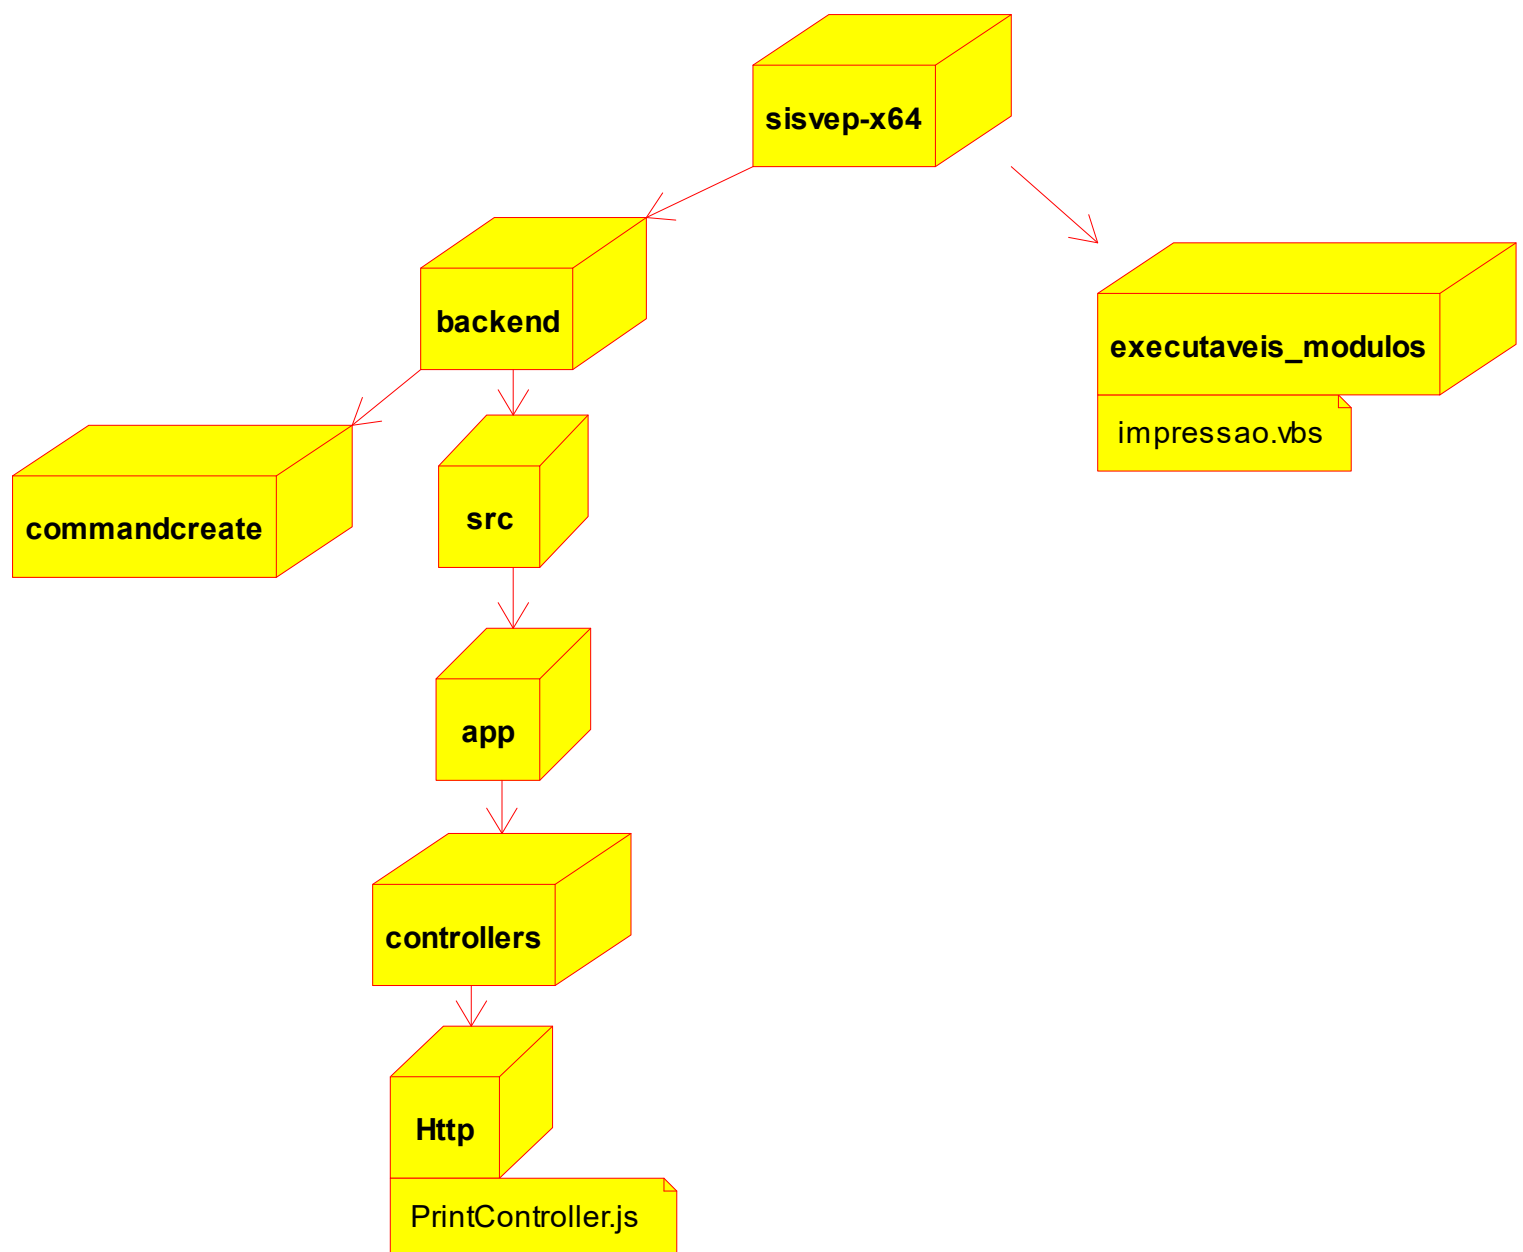 sisvep-x64
backend
executaveis_modulos
impressao.vbs
commandcreate
src
app
controllers
Http
PrintController.js